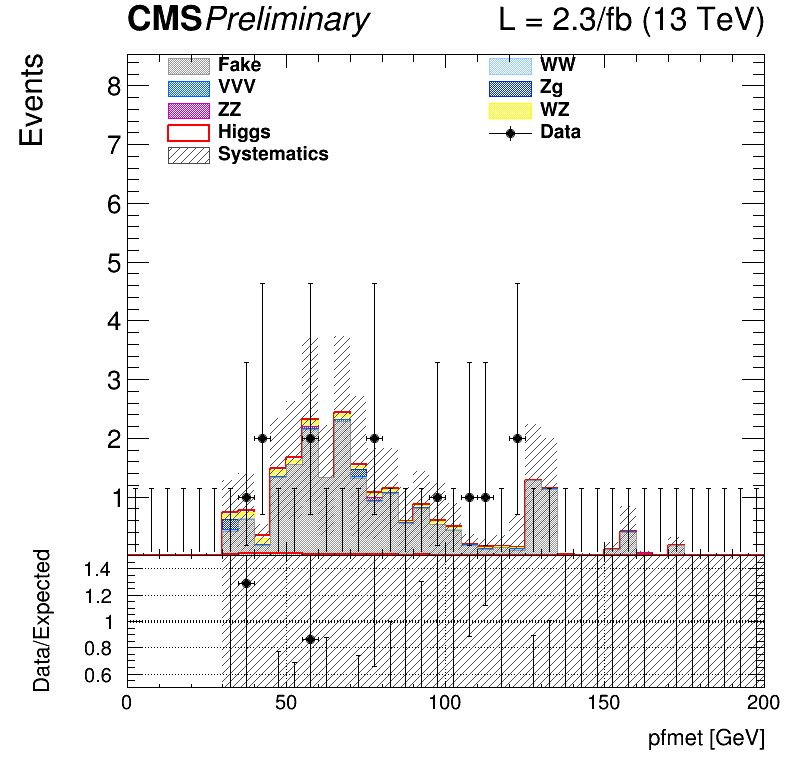 CMSPreliminary L = 2.3/fb (13 TeV)
Events
Fake WW
VVV Zg
ZZ WZ
Higgs Data
Systematics
8
7
6
5
4
3
2
1
Data/Expected
1.4
1.2
1
0.8
0.6
0 50 100 150 200
pfmet [GeV]